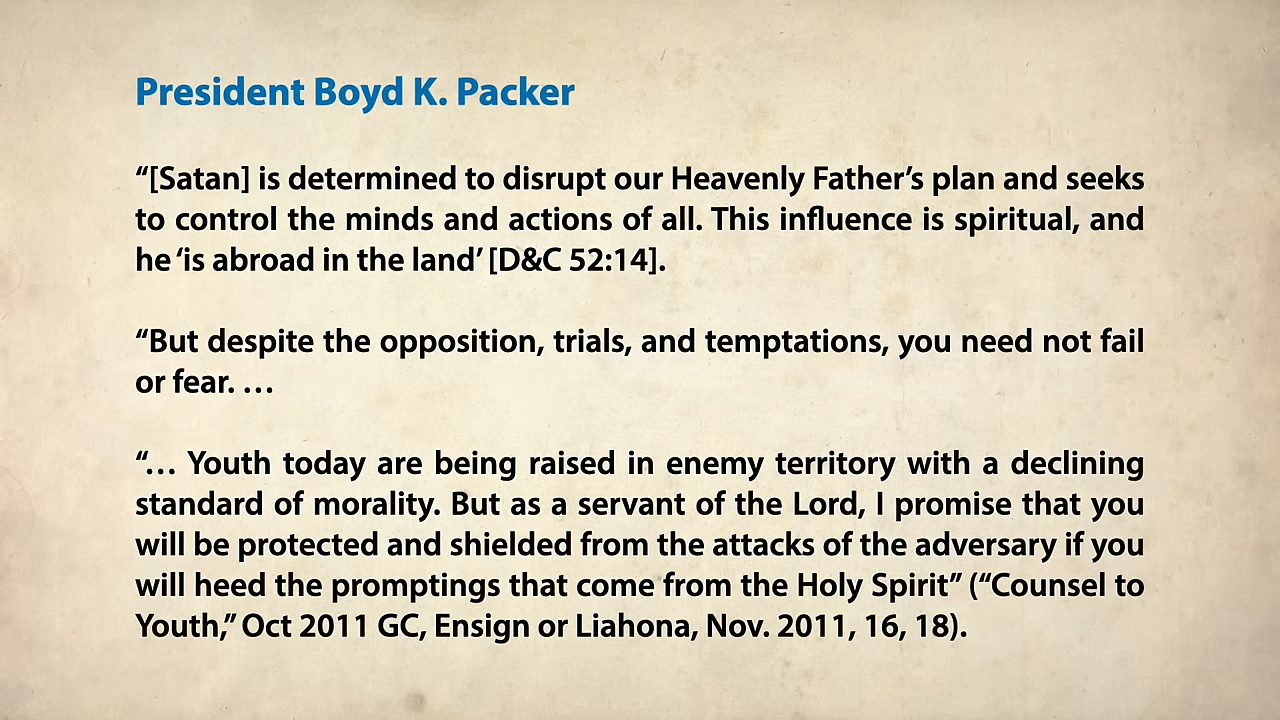 President Boyd K. Packer
“[Satan] is determined to disrupt our Heavenly Father’s plan and seeks
to control the minds and actions of all. This influence is spiritual, and
he ‘is abroad in the land’ [D&C 52:14].
“But despite the opposition, trials, and temptations, you need not fail
or fear. …
“… Youth today are being raised in enemy territory with a declining
standard of morality. But as a servant of the Lord, I promise that you
will be protected and shielded from the attacks of the adversary if you
will heed the promptings that come from the Holy Spirit” (“Counsel to
Youth,” Oct 2011 GC, Ensign or Liahona, Nov. 2011, 16, 18).